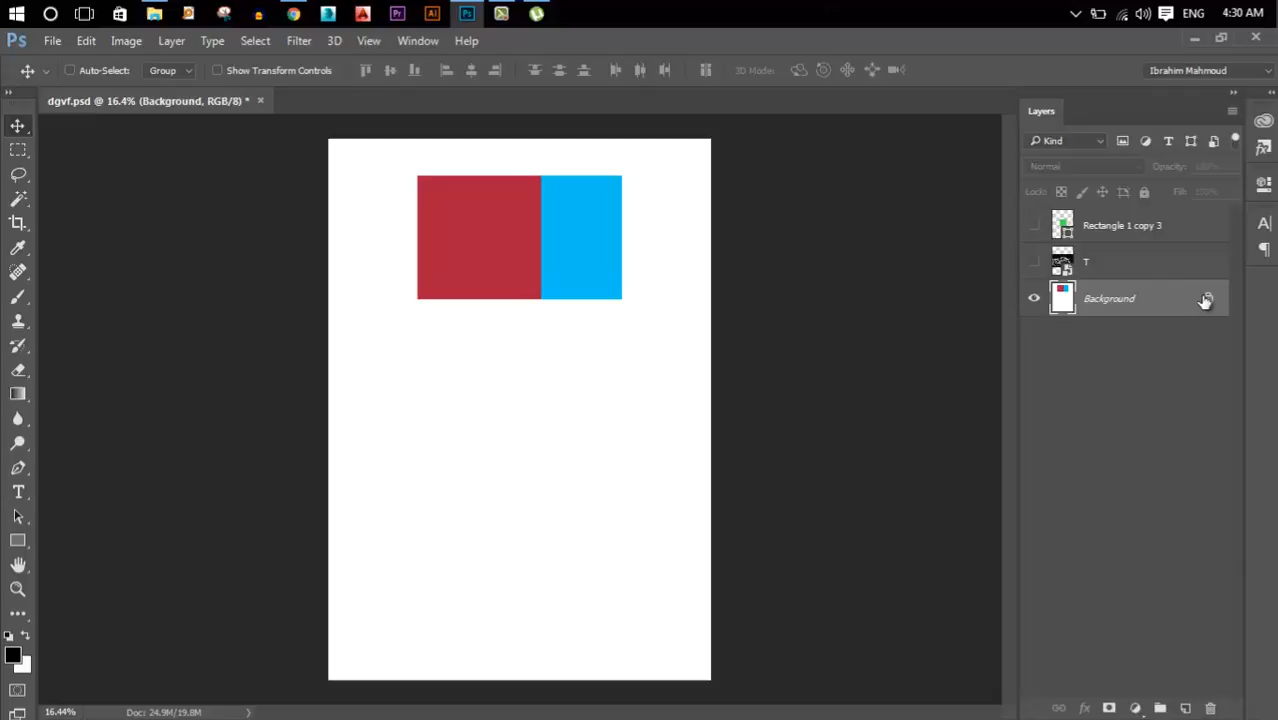 ENG 4:30 AM
Ps File Edit Image Layer Type Select Filter 3D View Window Help
Auto-Select: Group Show Transform Controls 3D Mode: Ibrahim Mahmoud
dgvf.psd @ 16.4% (Background, RGB/8) * ×
Layers
Kind
Normal Opacity: 100%
Lock: Fill: 100%
Rectangle 1 copy 3
T
Background
16.44% Doc: 24.9M/19.8M